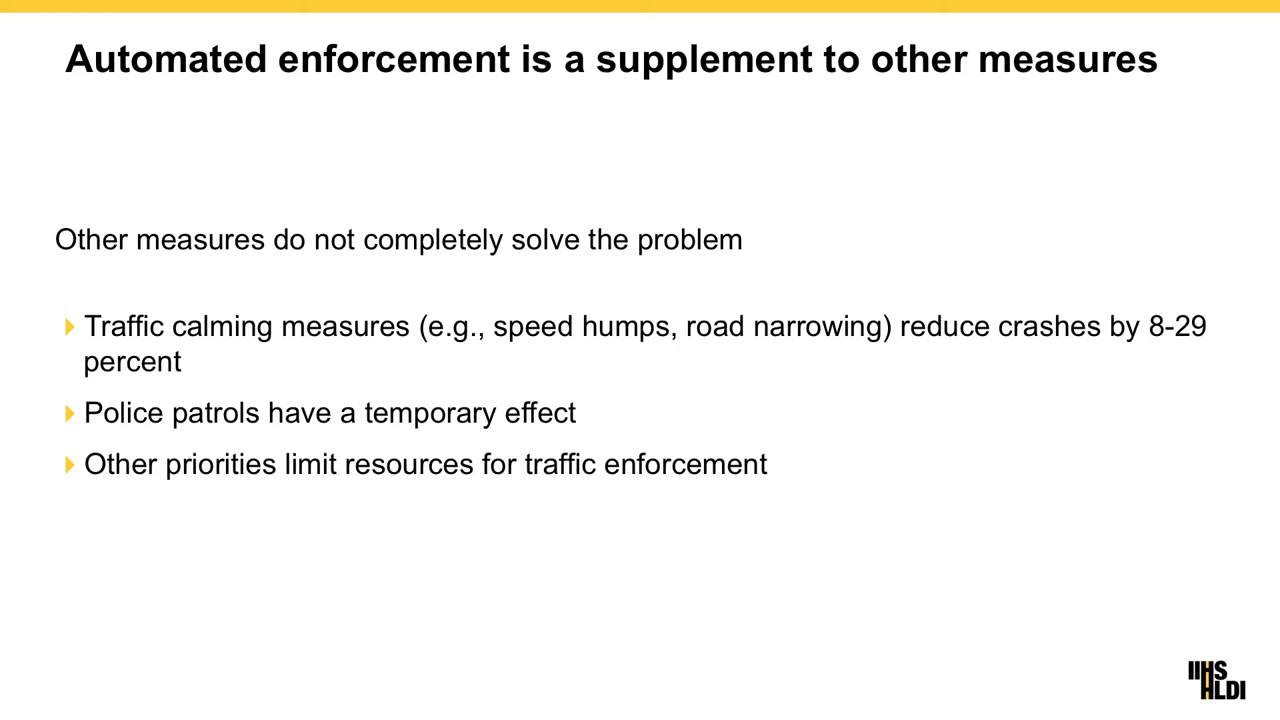 Automated enforcement is a supplement to other measures
Other measures do not completely solve the problem
Traffic calming measures (e.g., speed humps, road narrowing) reduce crashes by 8-29
percent
Police patrols have a temporary effect
Other priorities limit resources for traffic enforcement
IIHS
HLDI